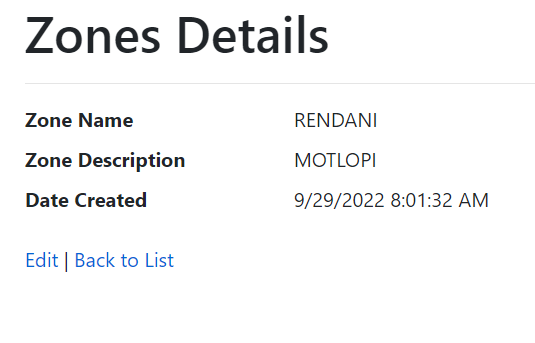 Zones Details
Zone Name RENDANI
Zone Description MOTLOPI
Date Created 9/29/2022 8:01:32 AM
Edit | Back to List